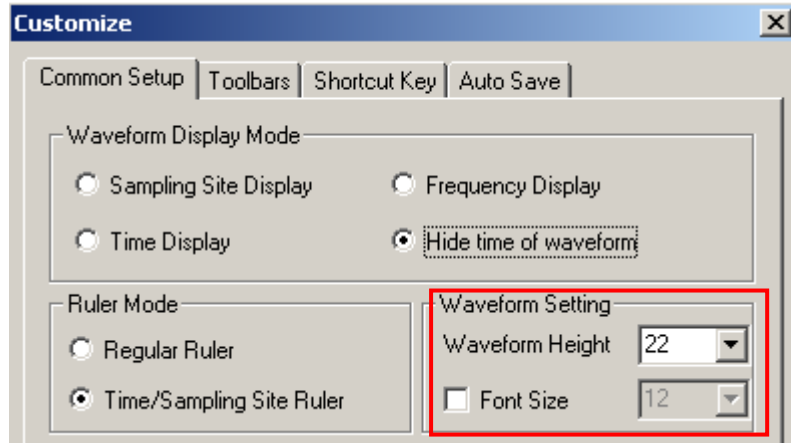 Customize
Common Setup Toolbars Shortcut Key Auto Save
Waveform Display Mode
Sampling Site Display Frequency Display
Time Display Hide time of waveform
Ruler Mode
Regular Ruler
Time/Sampling Site Ruler
Waveform Setting
Waveform Height 22
Font Size 12